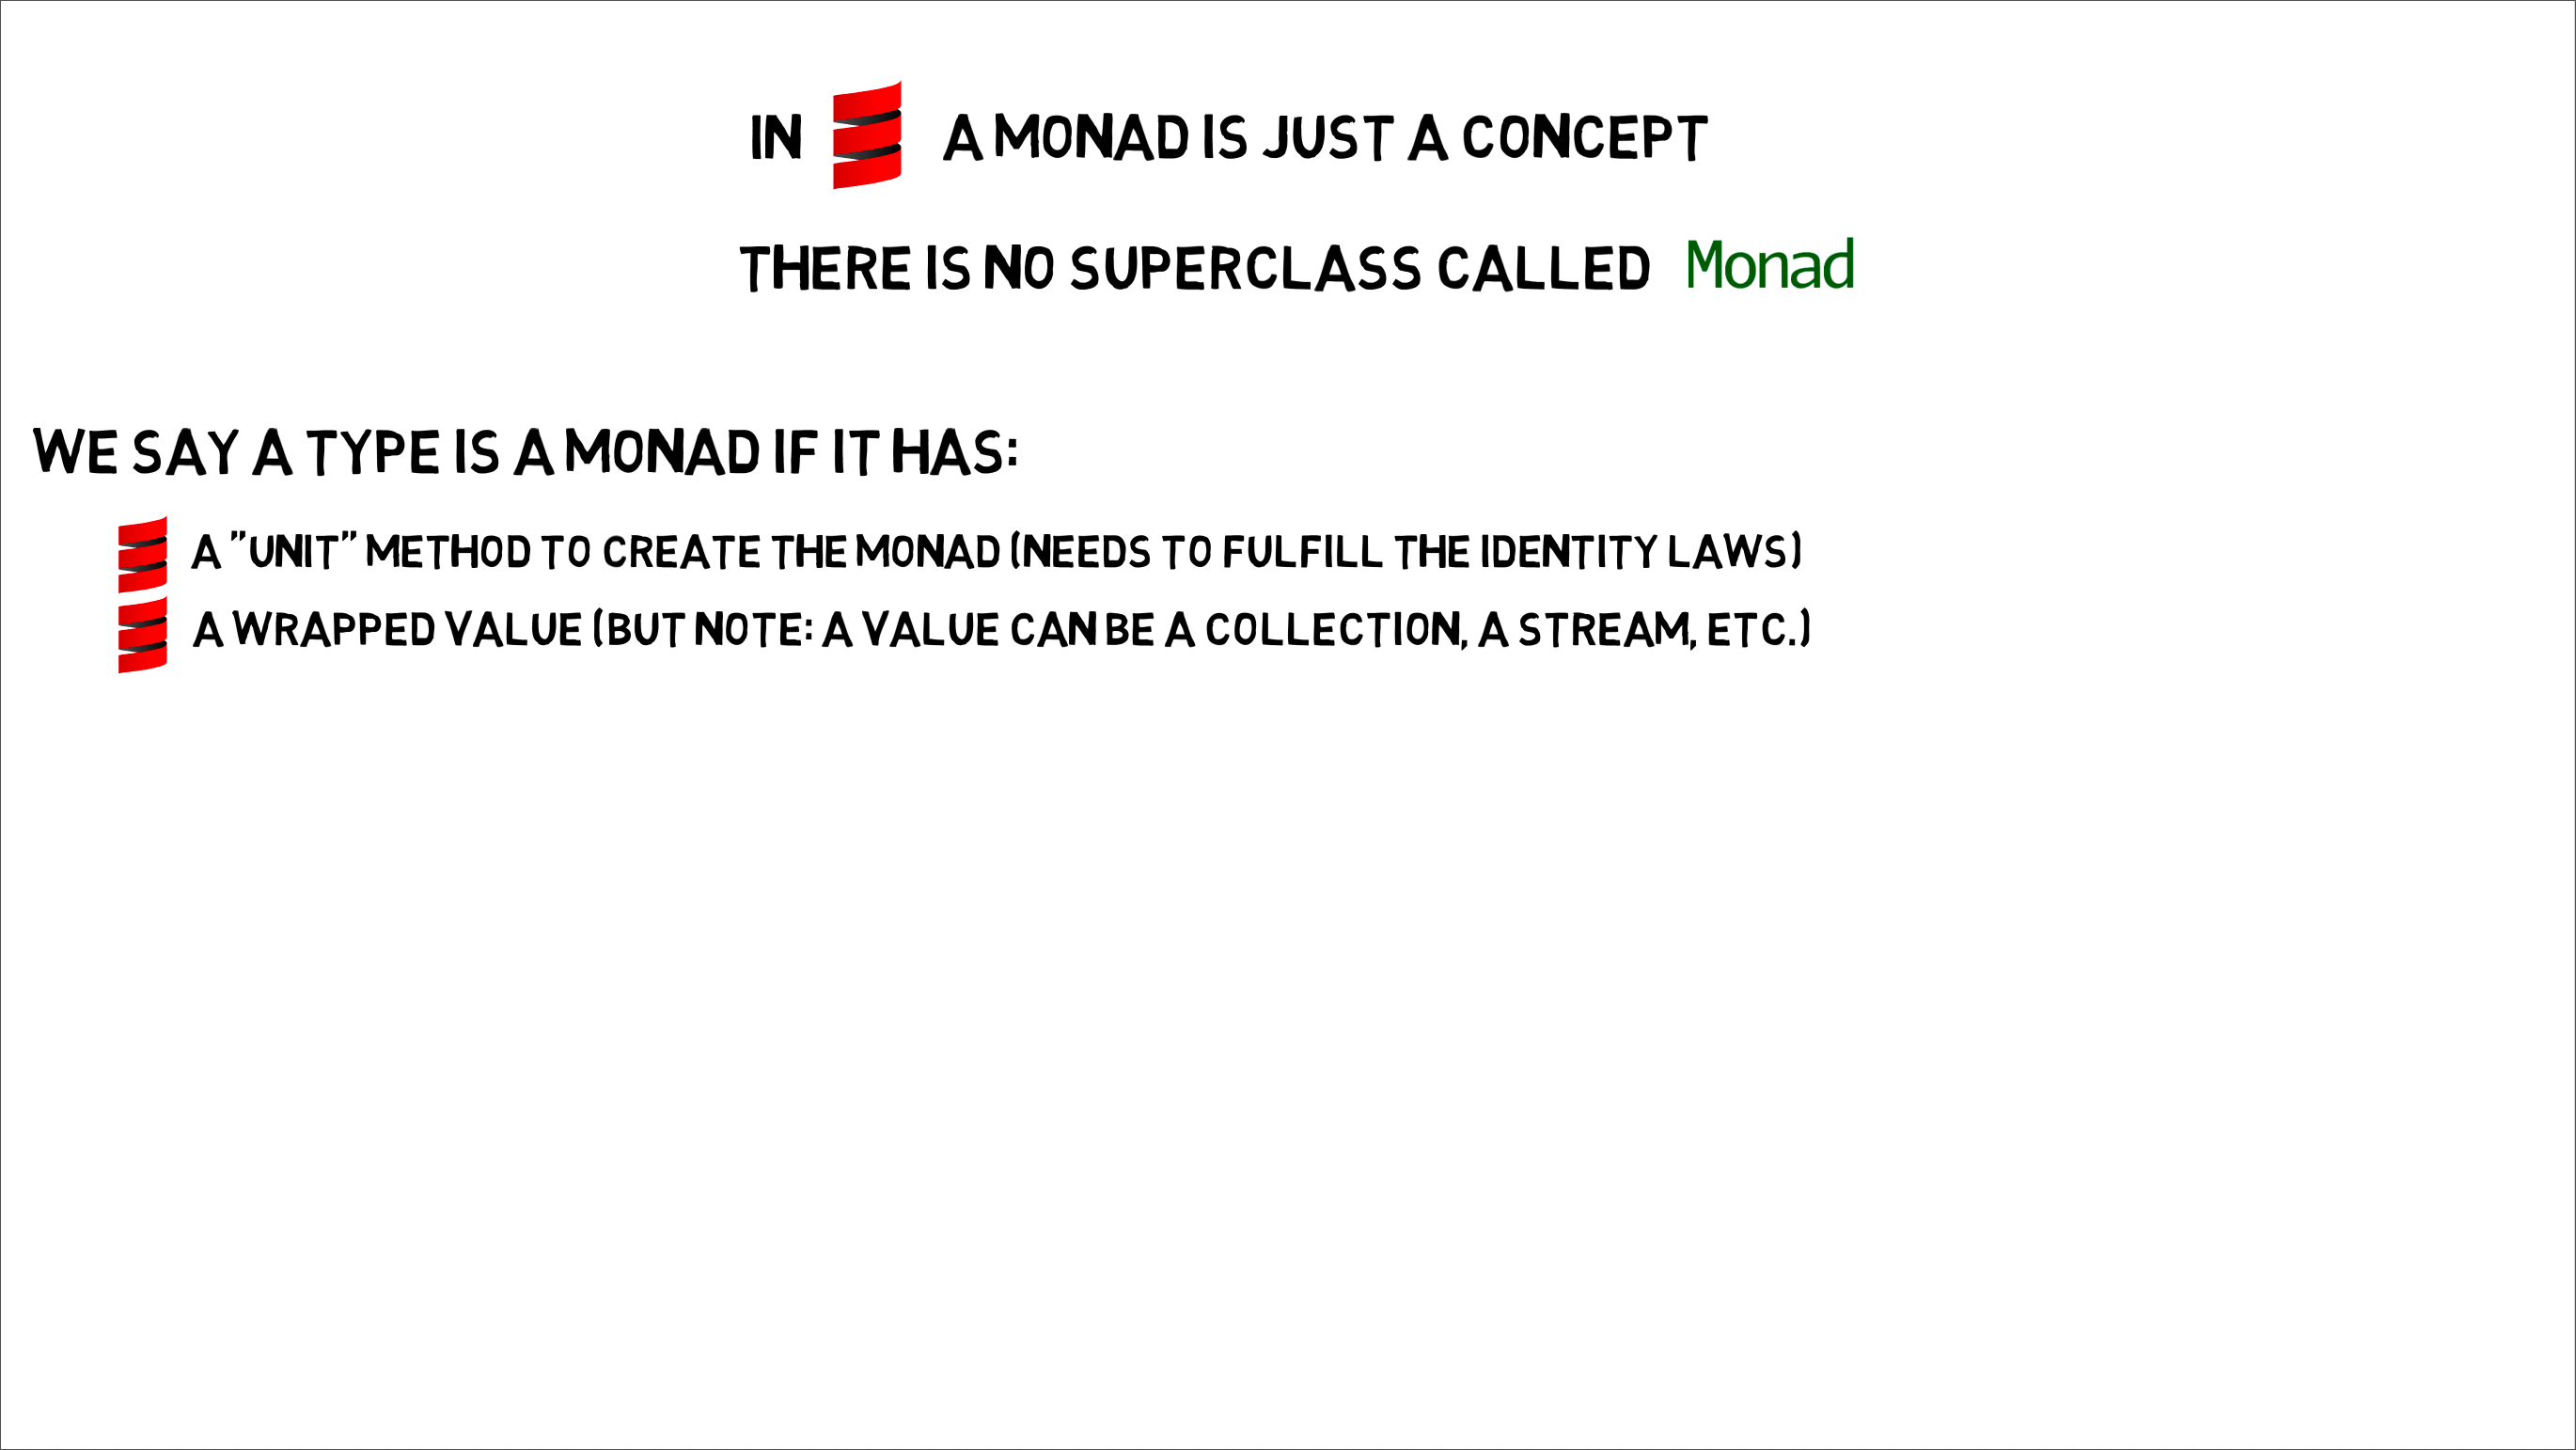 IN A MONAD IS JUST A CONCEPT
THERE IS NO SUPERCLASS CALLED Monad
WE SAY A TYPE IS A MONAD IF IT HAS:
A "UNIT" METHOD TO CREATE THE MONAD (NEEDS TO FULFILL THE IDENTITY LAWS)
A WRAPPED VALUE (BUT NOTE: A VALUE CAN BE A COLLECTION, A STREAM, ETC.)